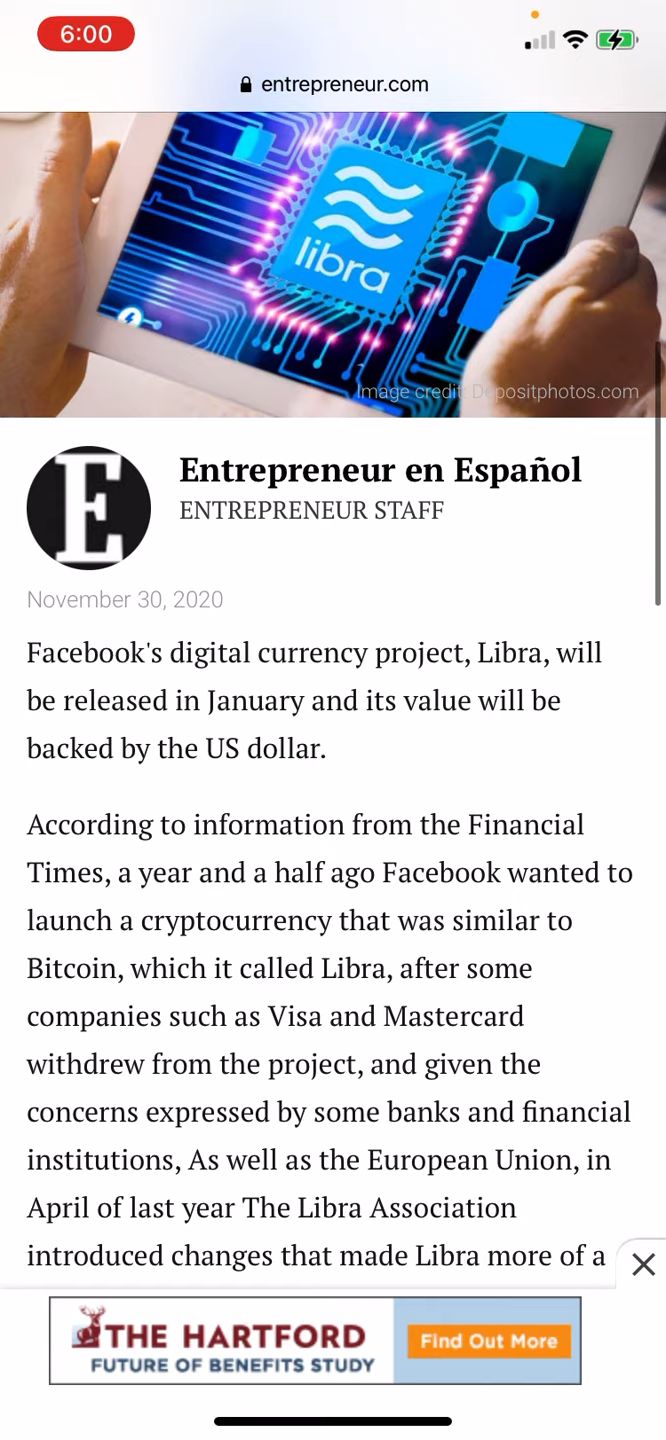 6:00
entrepreneur.com
libra
Image credit: Depositphotos.com
E
Entrepreneur en Español
ENTREPRENEUR STAFF
November 30, 2020
Facebook's digital currency project, Libra, will
be released in January and its value will be
backed by the US dollar.
According to information from the Financial
Times, a year and a half ago Facebook wanted to
launch a cryptocurrency that was similar to
Bitcoin, which it called Libra, after some
companies such as Visa and Mastercard
withdrew from the project, and given the
concerns expressed by some banks and financial
institutions, As well as the European Union, in
April of last year The Libra Association
introduced changes that made Libra more of a
THE HARTFORD
FUTURE OF BENEFITS STUDY
Find Out More